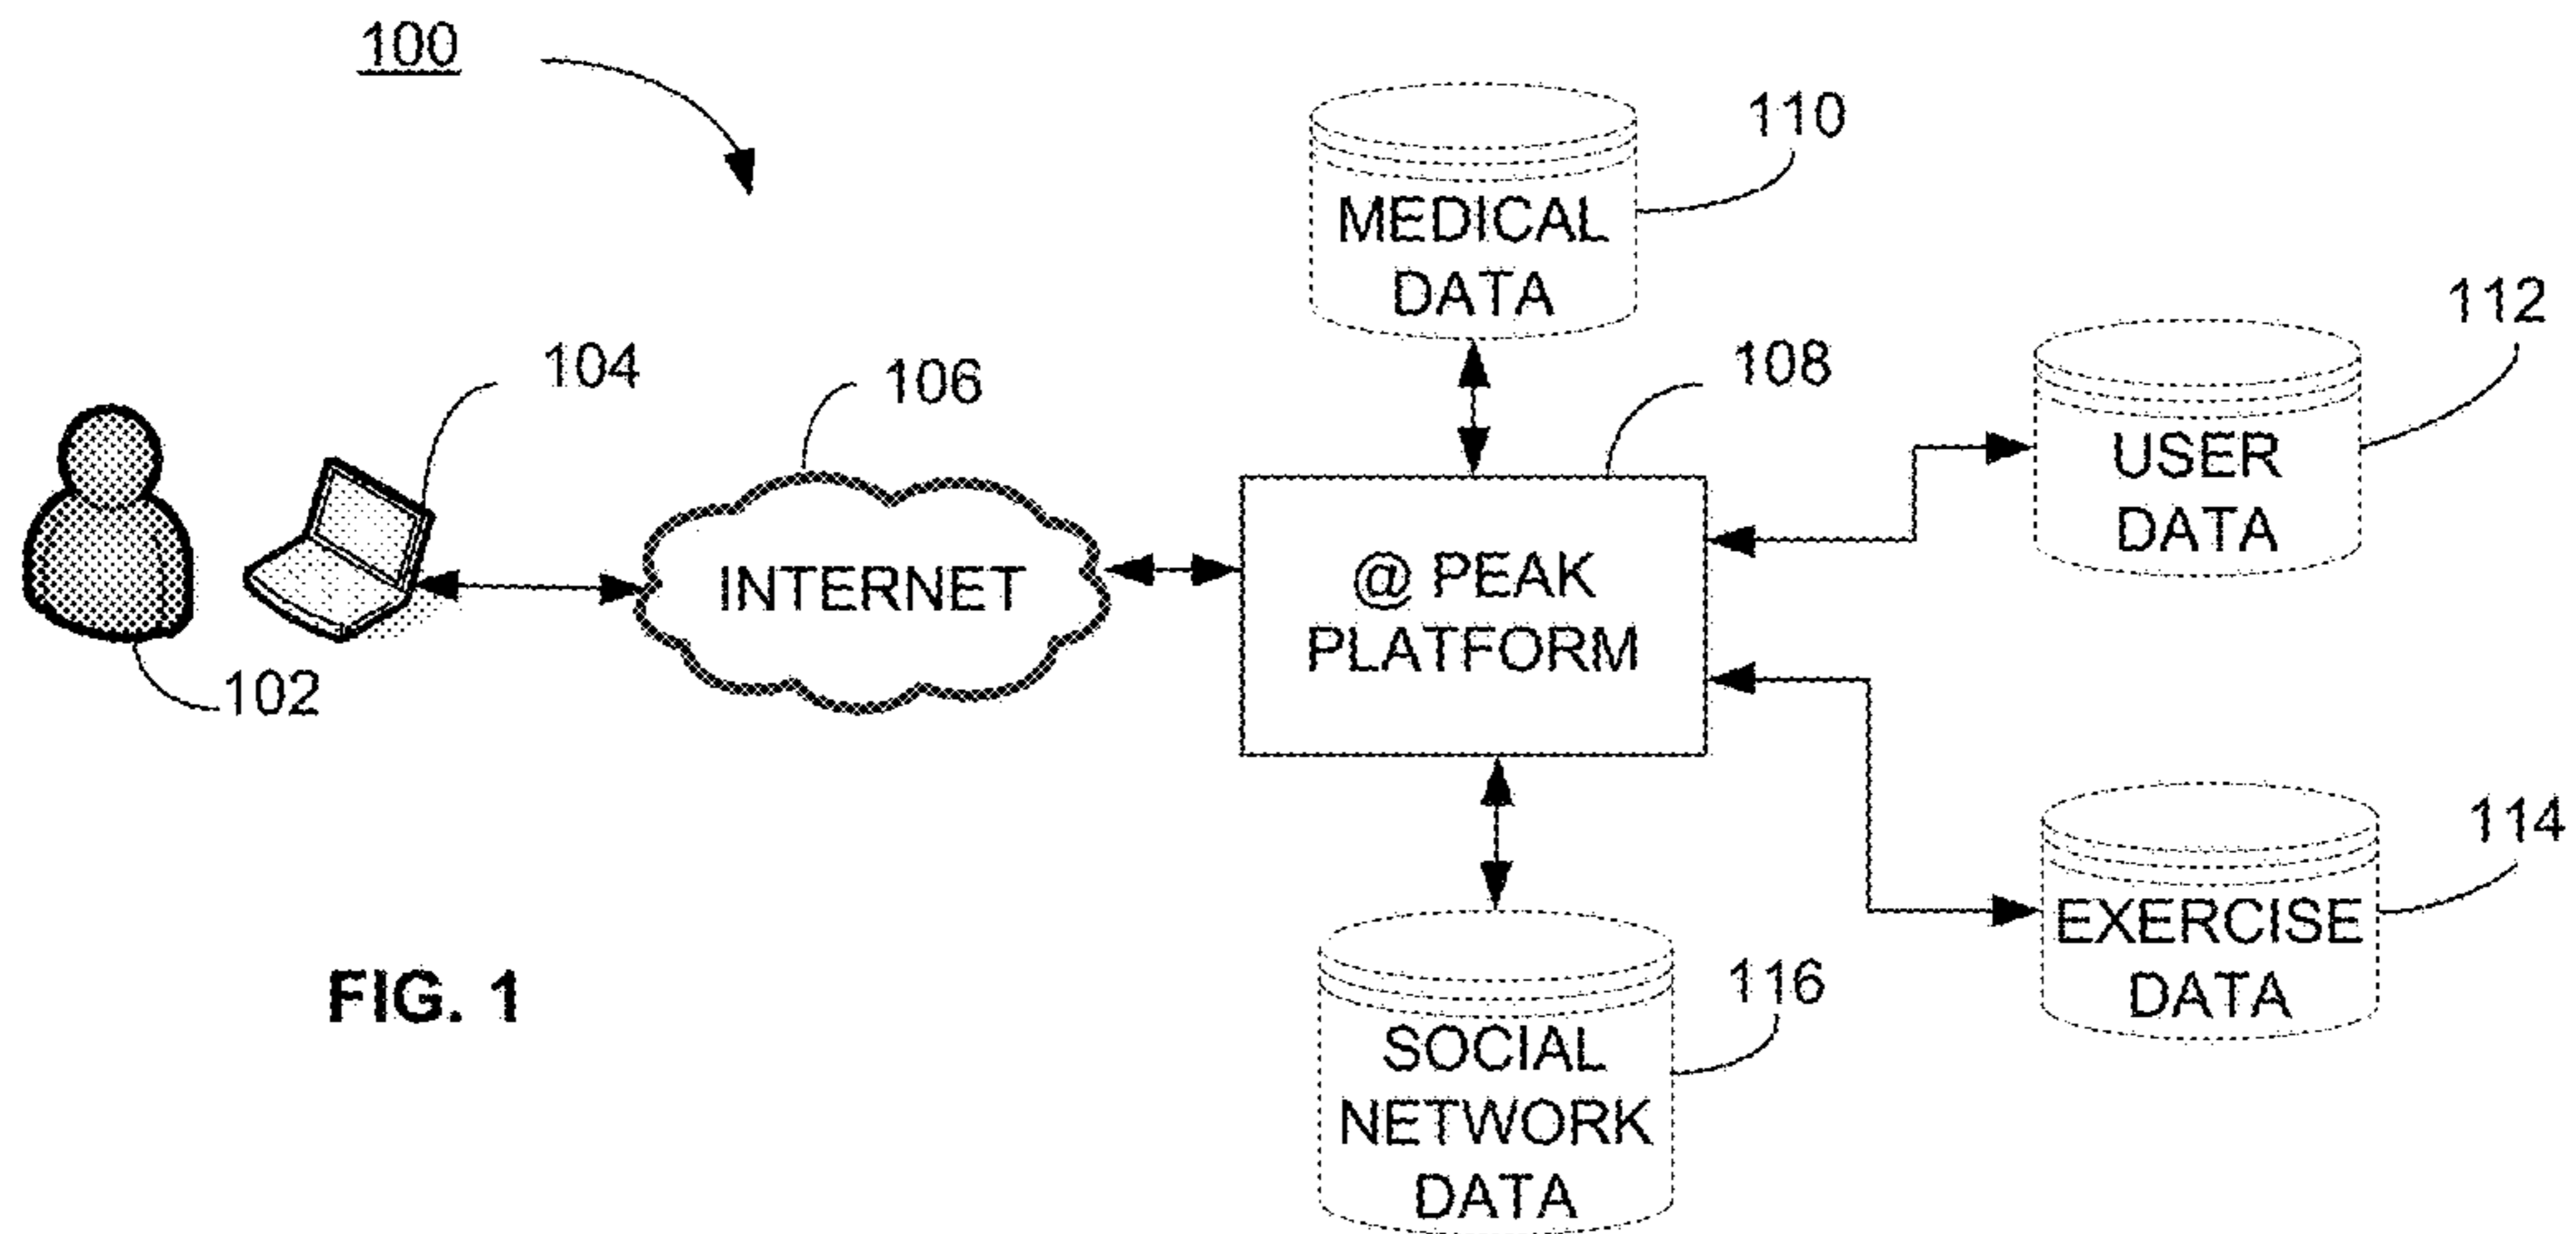 100
110
MEDICAL
DATA
112
104
106
108
USER
DATA
@ PEAK
PLATFORM
INTERNET
102
114
EXERCISE
DATA
116
FIG. 1
SOCIAL
NETWORK
DATA